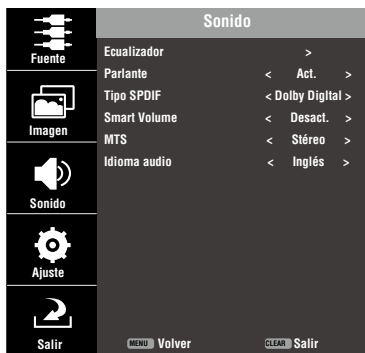 Fuente
Imagen
Sonido
Ajuste
Salir
Sonido
Ecualizador >
Parlante < Act. >
Tipo SPDIF < Dolby DigItal >
Smart Volume < Desact. >
MTS < Stéreo >
Idioma audio < Inglés >
MENU Volver CLEAR Salir